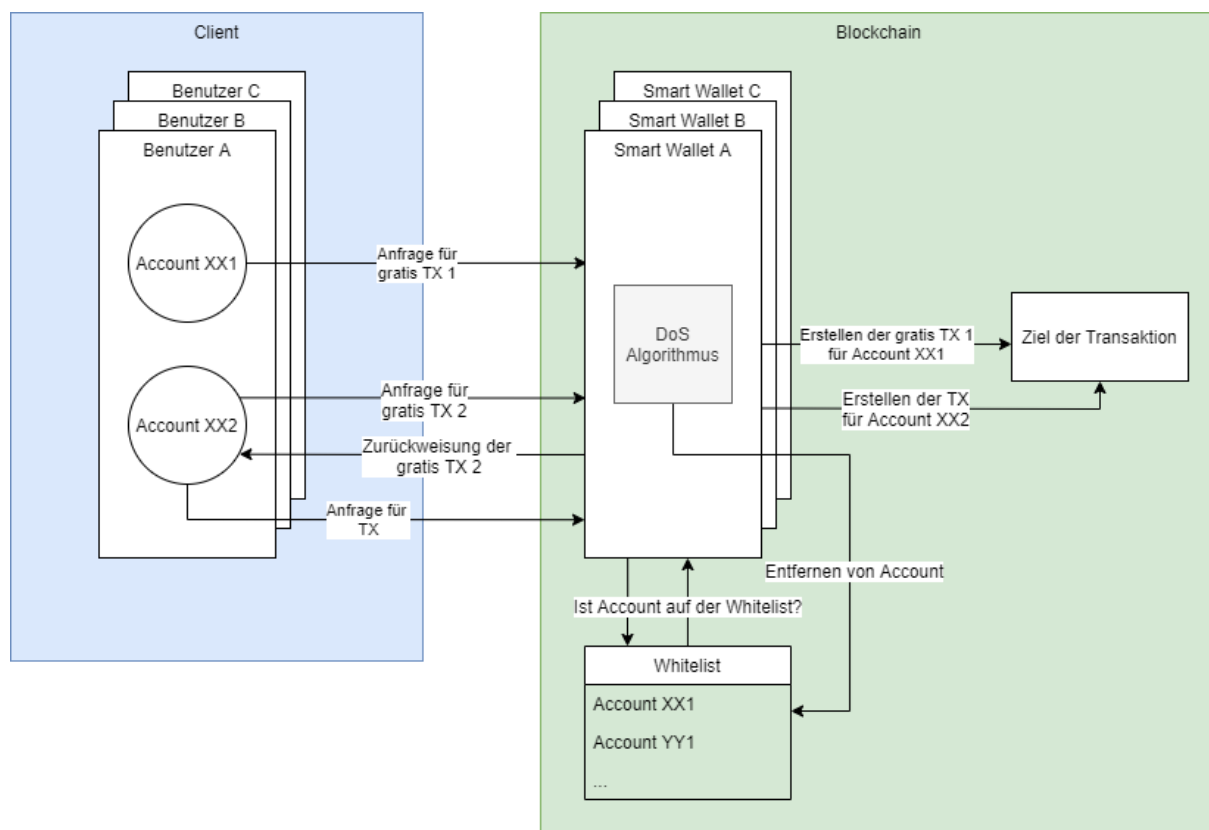 Client
Blockchain
Benutzer C
Benutzer B
Benutzer A
Smart Wallet C
Smart Wallet B
Smart Wallet A
Account XX1
Anfrage für
gratis TX 1
DoS
Algorithmus
Erstellen der gratis TX 1
für Account XX1
Ziel der Transaktion
Account XX2
Anfrage für
gratis TX 2
Erstellen der TX
für Account XX2
Zurückweisung der
gratis TX 2
Anfrage für
TX
Entfernen von Account
Ist Account auf der Whitelist?
Whitelist
Account XX1
Account YY1
...